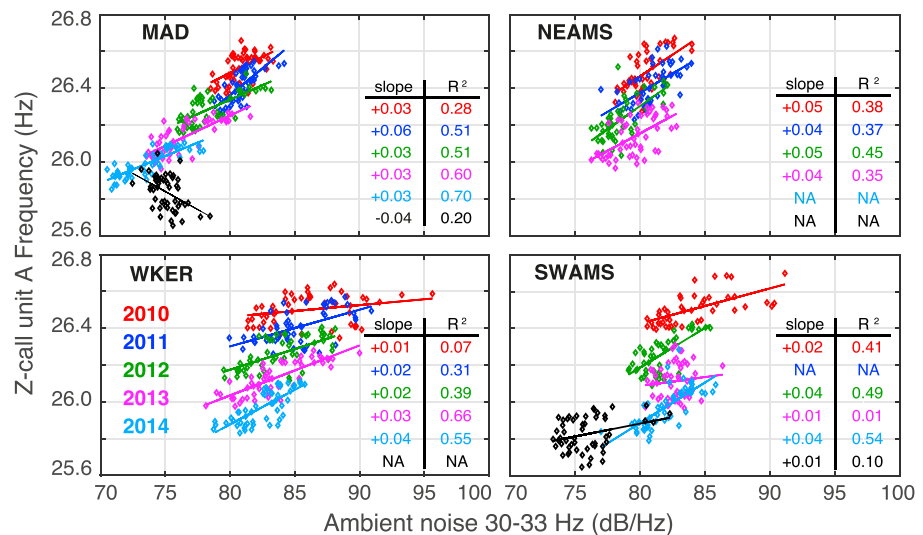 Z-call unit A Frequency (Hz)
26.8
26.4
26.0
25.6
MAD
slope R 2
+0.03 0.28
+0.06 0.51
+0.03 0.51
+0.03 0.60
+0.03 0.70
-0.04 0.20
NEAMS
slope R 2
+0.05 0.38
+0.04 0.37
+0.05 0.45
+0.04 0.35
NA NA
NA NA
26.8
26.4
26.0
25.6
WKER
2010
2011
2012
2013
2014
slope R 2
+0.01 0.07
+0.02 0.31
+0.02 0.39
+0.03 0.66
+0.04 0.55
NA NA
SWAMS
slope R 2
+0.02 0.41
NA NA
+0.04 0.49
+0.01 0.01
+0.04 0.54
+0.01 0.10
70 75 80 85 90 95 100
70 75 80 85 90 95 100
Ambient noise 30-33 Hz (dB/Hz)